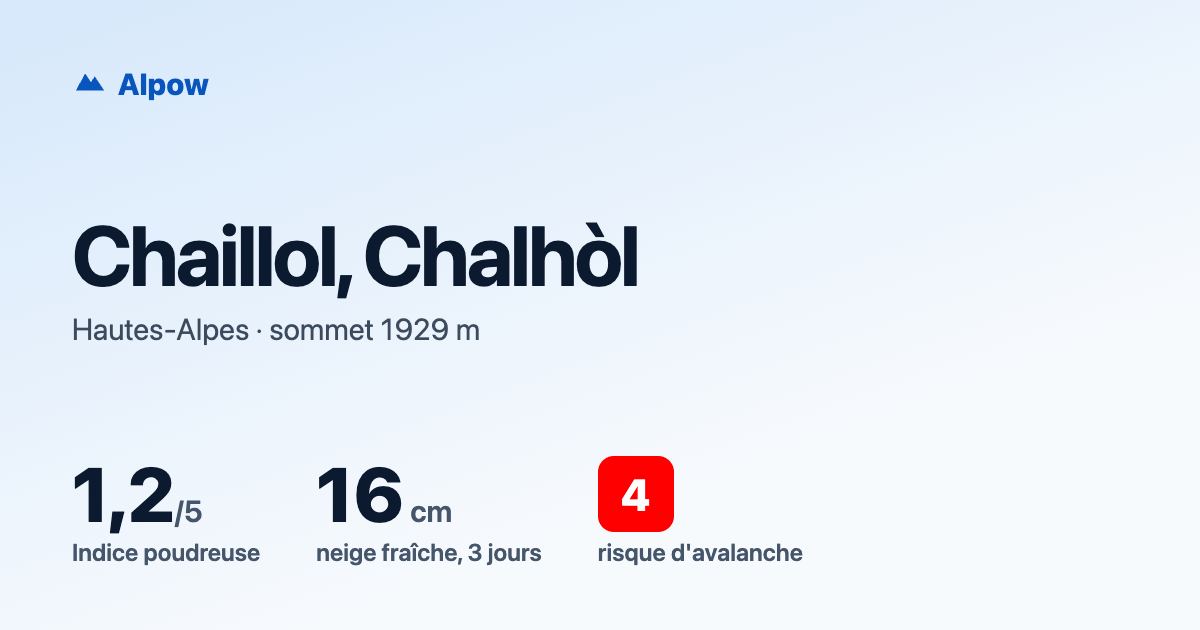 Alpow
Chaillol, Chalhòl
Hautes-Alpes · sommet 1929 m
1,2/5
Indice poudreuse
16 cm
neige fraîche, 3 jours
4
risque d'avalanche